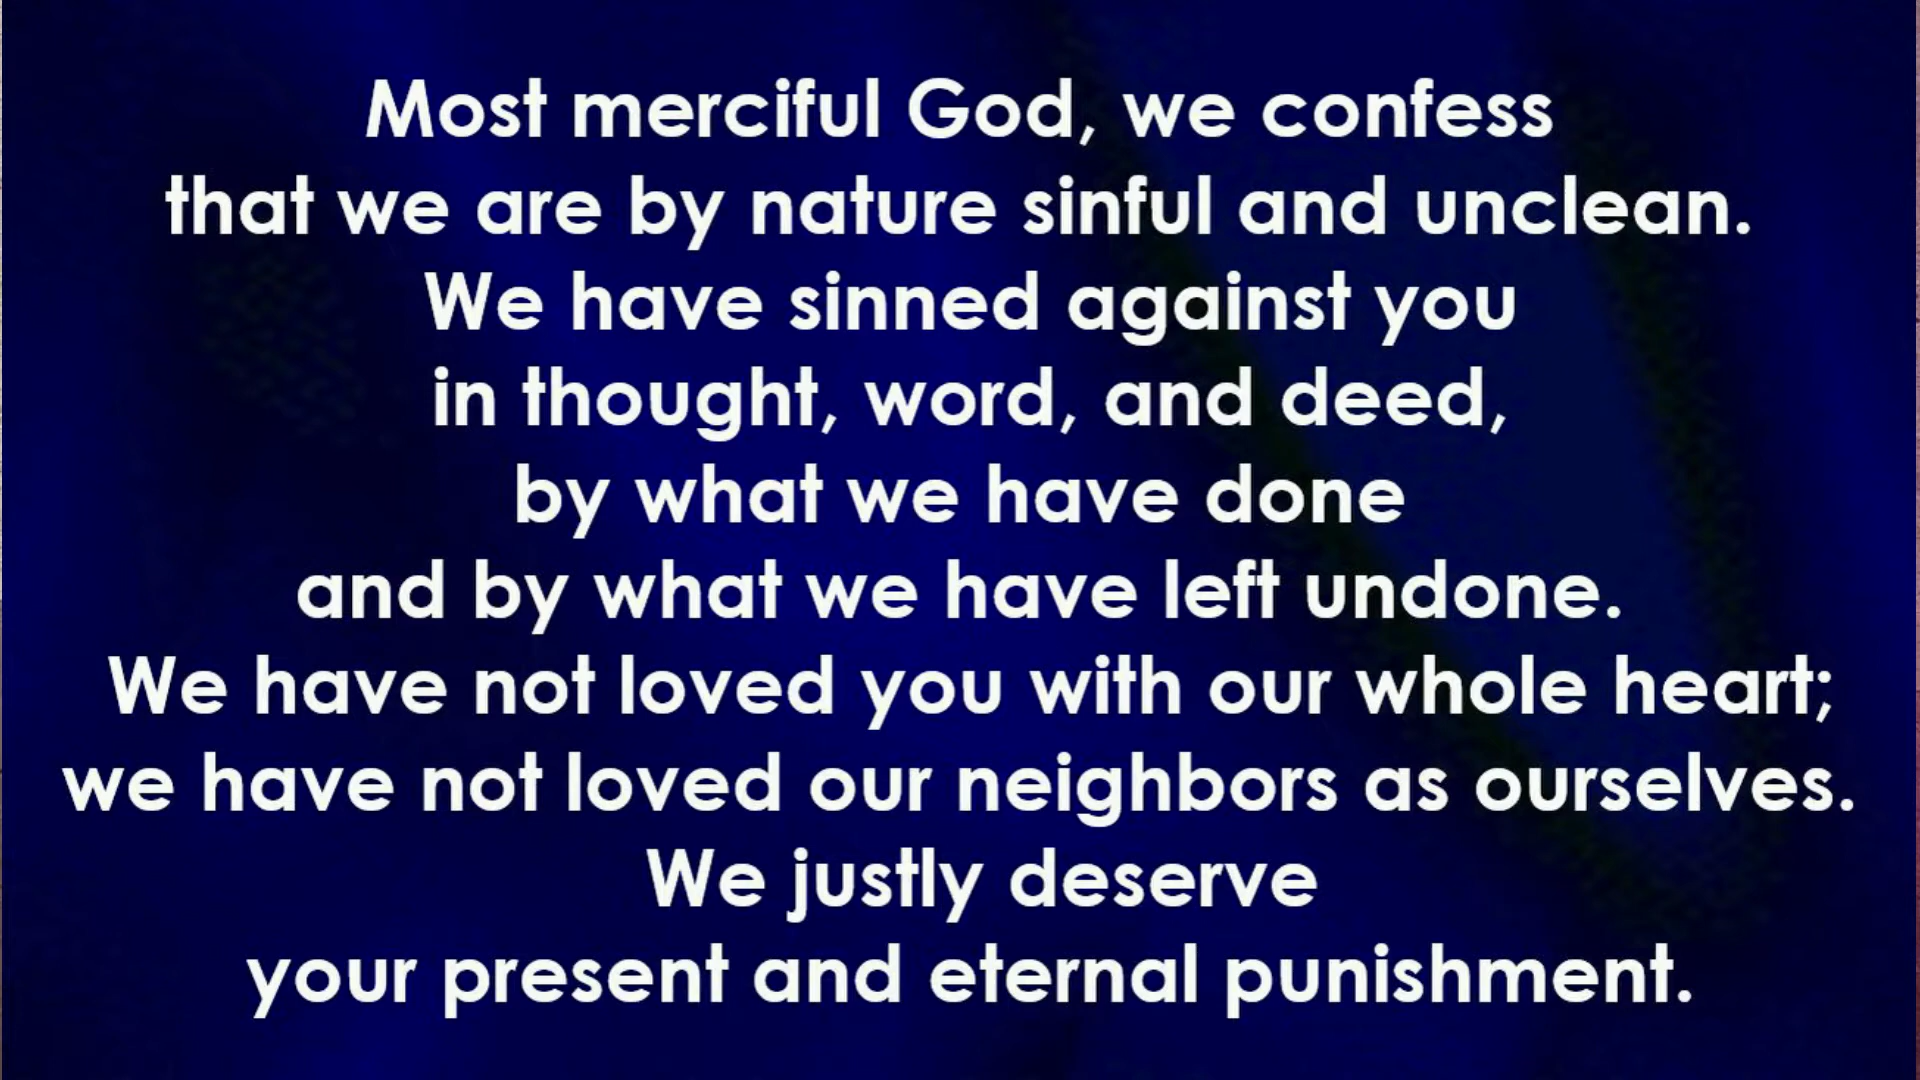 Most merciful God, we confess
that we are by nature sinful and unclean.
We have sinned against you
in thought, word, and deed,
by what we have done
and by what we have left undone.
We have not loved you with our whole heart;
we have not loved our neighbors as ourselves.
We justly deserve
your present and eternal punishment.